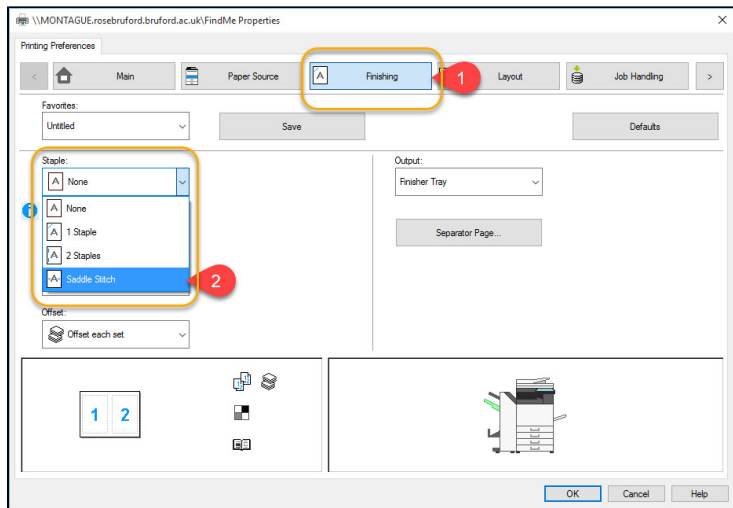 \\MONTAGUE.rosebruford.bruford.ac.uk\FindMe Properties
Printing Preferences
< Main Paper Source Finishing 1 Layout Job Handling >
Favorites:
Untitled Save Defaults
Staple: Output:
A None Finisher Tray
A None
A 1 Staple Separator Page...
A 2 Staples
A Saddle Stitch 2
Offset:
Offset each set
1 2
OK Cancel Help